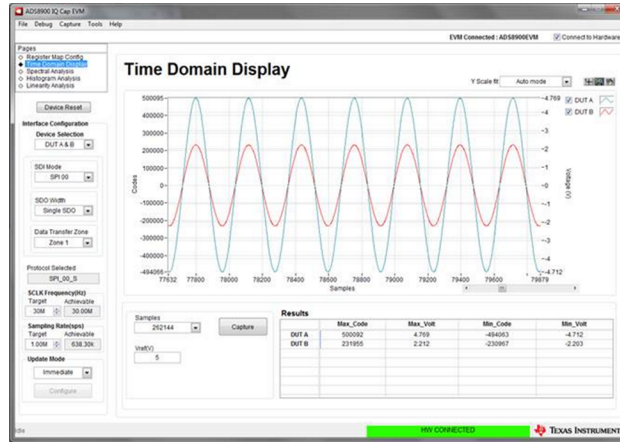 ADS8900 IQ Cap EVM
File Debug Capture Tools Help
EVM Connected : ADS8900EVM
Connect to Hardware
Pages
Register Map Config
Time Domain Display
Spectral Analysis
Histogram Analysis
Linearity Analysis
Device Reset
Interface Configuration
Device Selection
DUT A & B
SDI Mode
SPI 00
SDO Width
Single SDO
Data Transfer Zone
Zone 1
Protocol Selected
SPI_00_S
SCLK Frequency(Hz)
Target Achievable
30M 30.00M
Sampling Rate(sps)
Target Achievable
1.00M 638.30k
Update Mode
Immediate
Configure
Time Domain Display
Y Scale fit Auto mode
DUT A
DUT B
500095
400000
300000
200000
100000
0
-100000
-200000
-300000
-400000
-494066
Codes
-4.769
-4
-3
-2
-1
-0
--1
--2
--3
--4
--4.712
Voltage (V)
77632 77800 78000 78200 78400 78600 78800 79000 79200 79400 79600 79879
Samples
Samples
262144
Capture
Vref(V)
5
Results
Max_Code Max_Volt Min_Code Min_Volt
DUT A 500092 4.769 -494063 -4.712
DUT B 231955 2.212 -230967 -2.203
Idle
HW CONNECTED
TEXAS INSTRUMENT